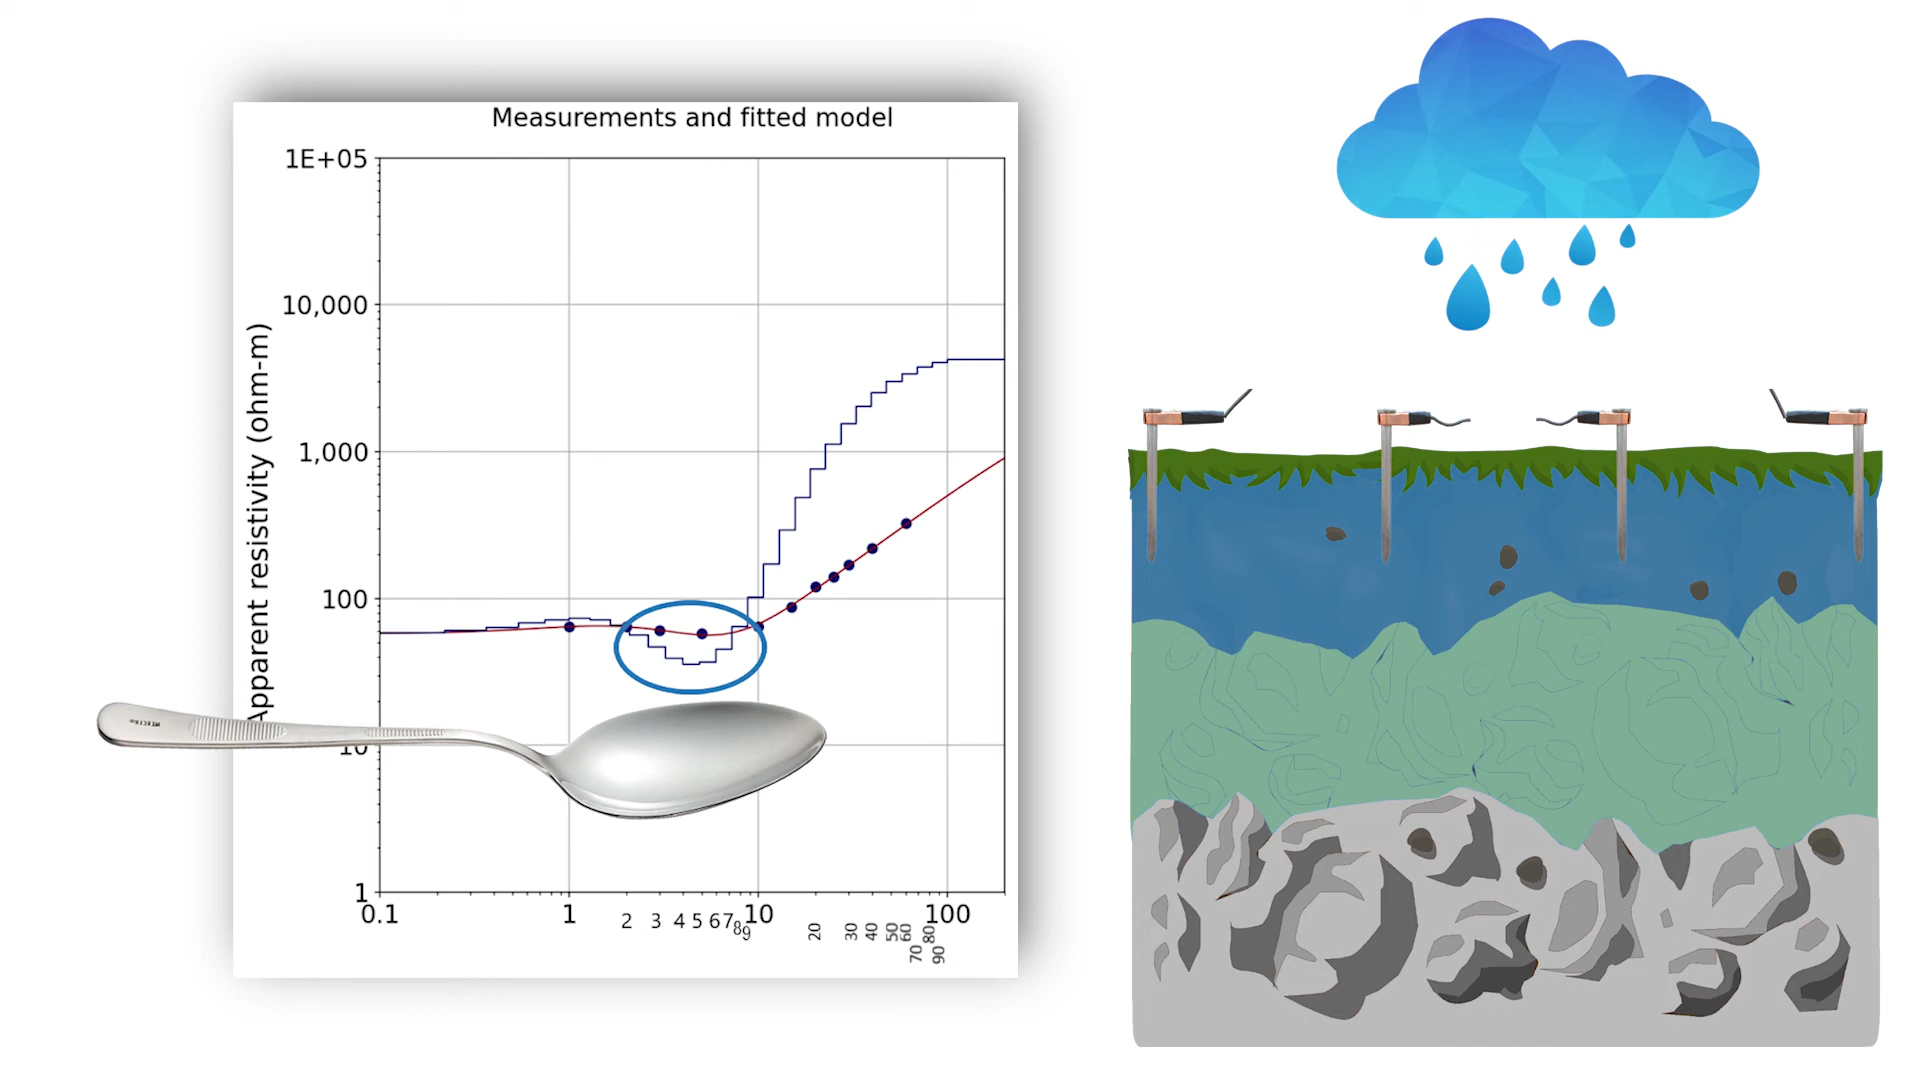 Measurements and fitted model
Apparent resistivity (ohm-m)
1E+05
10,000
1,000
100
10
1
0.1 1 10 100
2 3 4 5 6 7 8 9 20 30 40 50 60 70 80 90